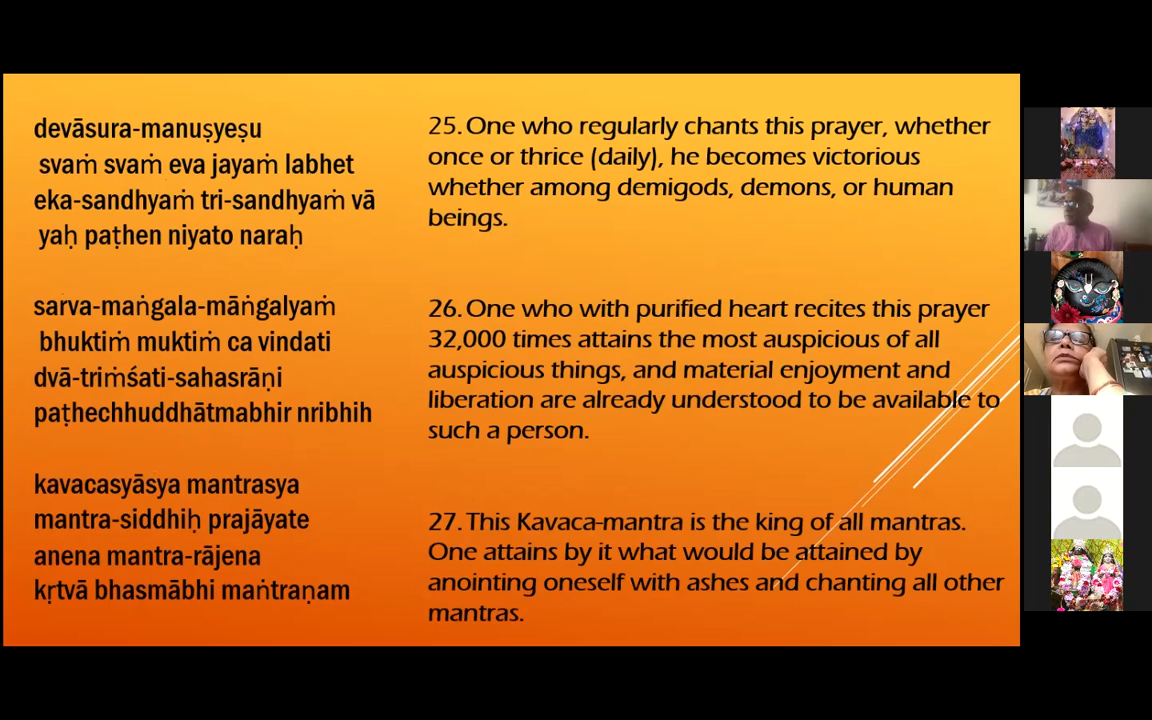 devāsura-manuṣyeṣu
svaṁ svaṁ eva jayaṁ labhet
eka-sandhyaṁ tri-sandhyaṁ vā
yaḥ paṭhen niyato naraḥ
sarva-maṅgala-māṅgalyaṁ
bhuktiṁ muktiṁ ca vindati
dvā-triṁśati-sahasrāṇi
paṭhechhuddhātmabhir nribhih
kavacasyāsya mantrasya
mantra-siddhiḥ prajāyate
anena mantra-rājena
kṛtvā bhasmābhi maṅtraṇam
25. One who regularly chants this prayer, whether
once or thrice (daily), he becomes victorious
whether among demigods, demons, or human
beings.
26. One who with purified heart recites this prayer
32,000 times attains the most auspicious of all
auspicious things, and material enjoyment and
liberation are already understood to be available to
such a person.
27. This Kavaca-mantra is the king of all mantras.
One attains by it what would be attained by
anointing oneself with ashes and chanting all other
mantras.